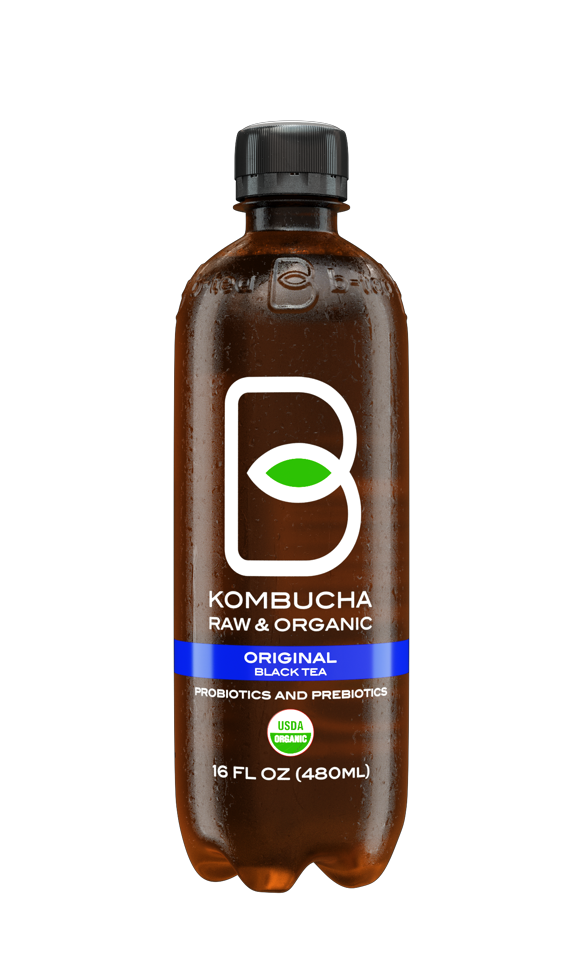 B
KOMBUCHA
RAW & ORGANIC
ORIGINAL
BLACK TEA
PROBIOTICS AND PREBIOTICS
USDA
ORGANIC
16 FL OZ (480ML)